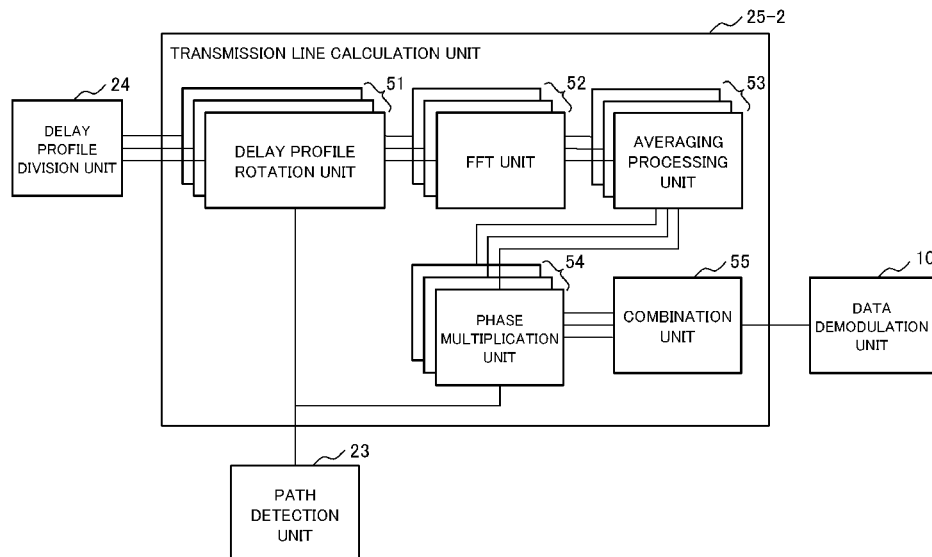 25-2
TRANSMISSION LINE CALCULATION UNIT
24
51
52
53
DELAY
PROFILE
DIVISION UNIT
DELAY PROFILE
ROTATION UNIT
FFT UNIT
AVERAGING
PROCESSING
UNIT
54
55
10
PHASE
MULTIPLICATION
UNIT
COMBINATION
UNIT
DATA
DEMODULATION
UNIT
23
PATH
DETECTION
UNIT